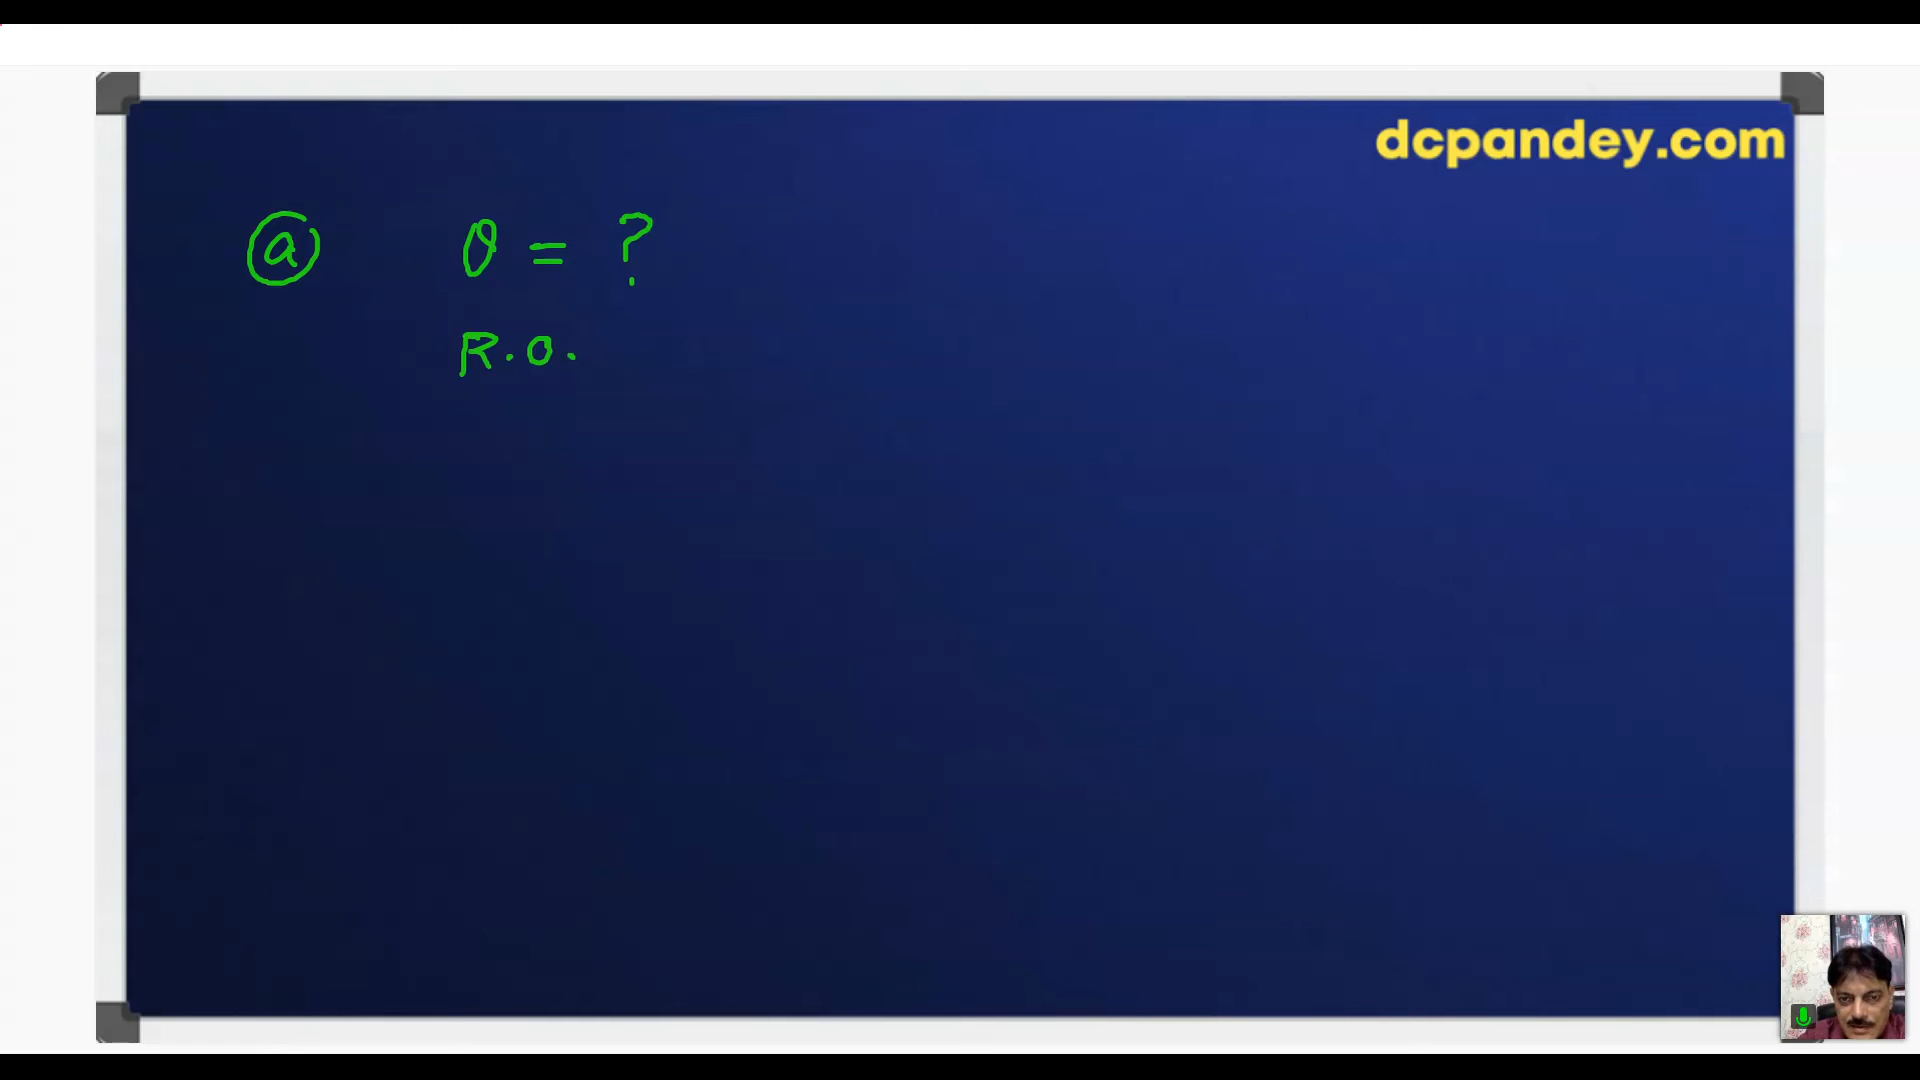 dcpandey.com
ⓐ θ = ?
R.O.